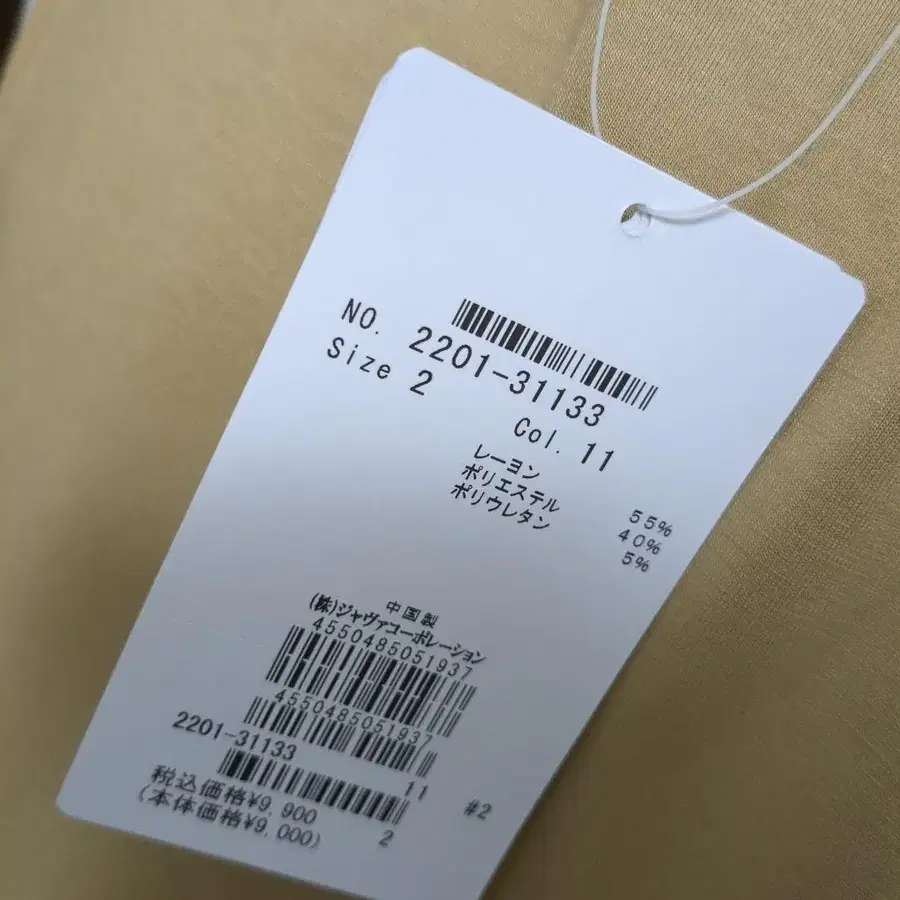 NO. 2201-31133
Size 2
Col. 11
レーヨン 55%
ポリエステル 40%
ポリウレタン 5%
中国製
(株)ジャヴァコーポレーション
4550485051937
4550485051937
2201-31133
11 #2
税込価格¥9,900
(本体価格¥9,000) 2